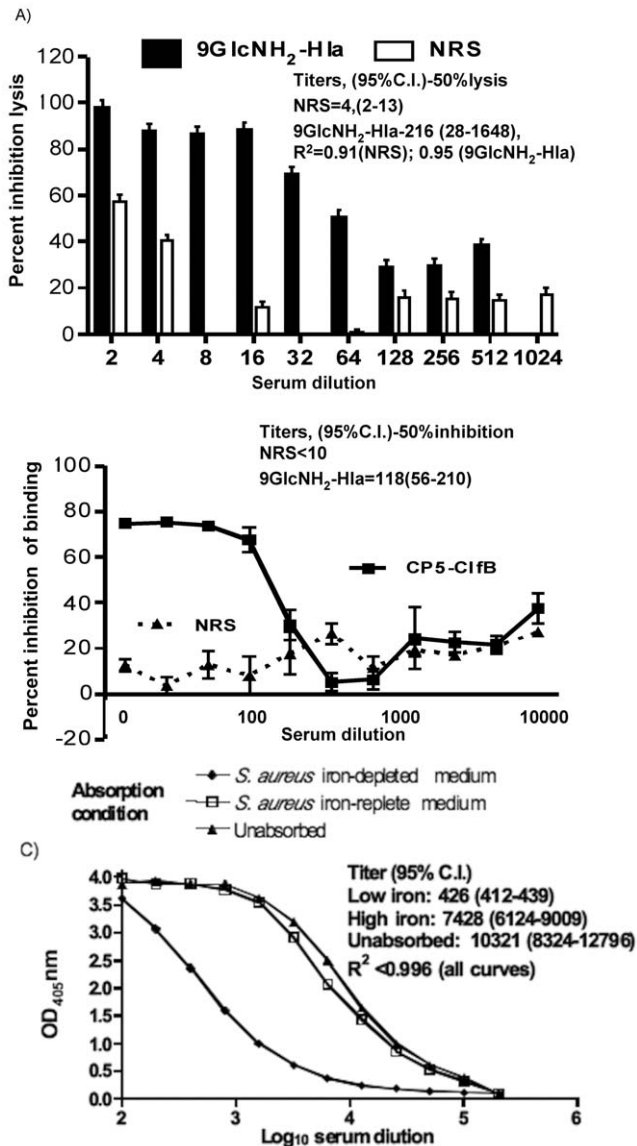 A)
9GlcNH₂-Hla NRS
Titers, (95%C.I.)-50%lysis
NRS=4,(2-13)
9GlcNH₂-Hla-216 (28-1648),
R²=0.91(NRS); 0.95 (9GlcNH₂-Hla)
Percent inhibition lysis
120
100
80
60
40
20
0
2 4 8 16 32 64 128 256 512 1024
Serum dilution
Titers, (95%C.I.)-50%inhibition
NRS<10
9GlcNH₂-Hla=118(56-210)
Percent inhibition of binding
100
80
60
40
20
0
-20
CP5-ClfB
NRS
0 100 1000 10000
Serum dilution
Absorption
condition
S. aureus iron-depleted medium
S. aureus iron-replete medium
Unabsorbed
C)
Titer (95% C.I.)
Low iron: 426 (412-439)
High iron: 7428 (6124-9009)
Unabsorbed: 10321 (8324-12796)
R² <0.996 (all curves)
OD₄₀₅nm
4.0
3.5
3.0
2.5
2.0
1.5
1.0
0.5
0.0
2 3 4 5 6
Log₁₀ serum dilution